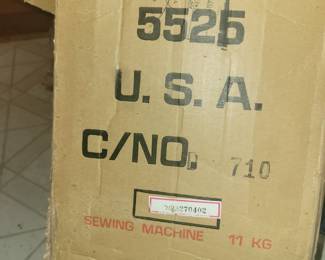 5525
U. S. A.
C/NO. 710
SEWING MACHINE 11 KG